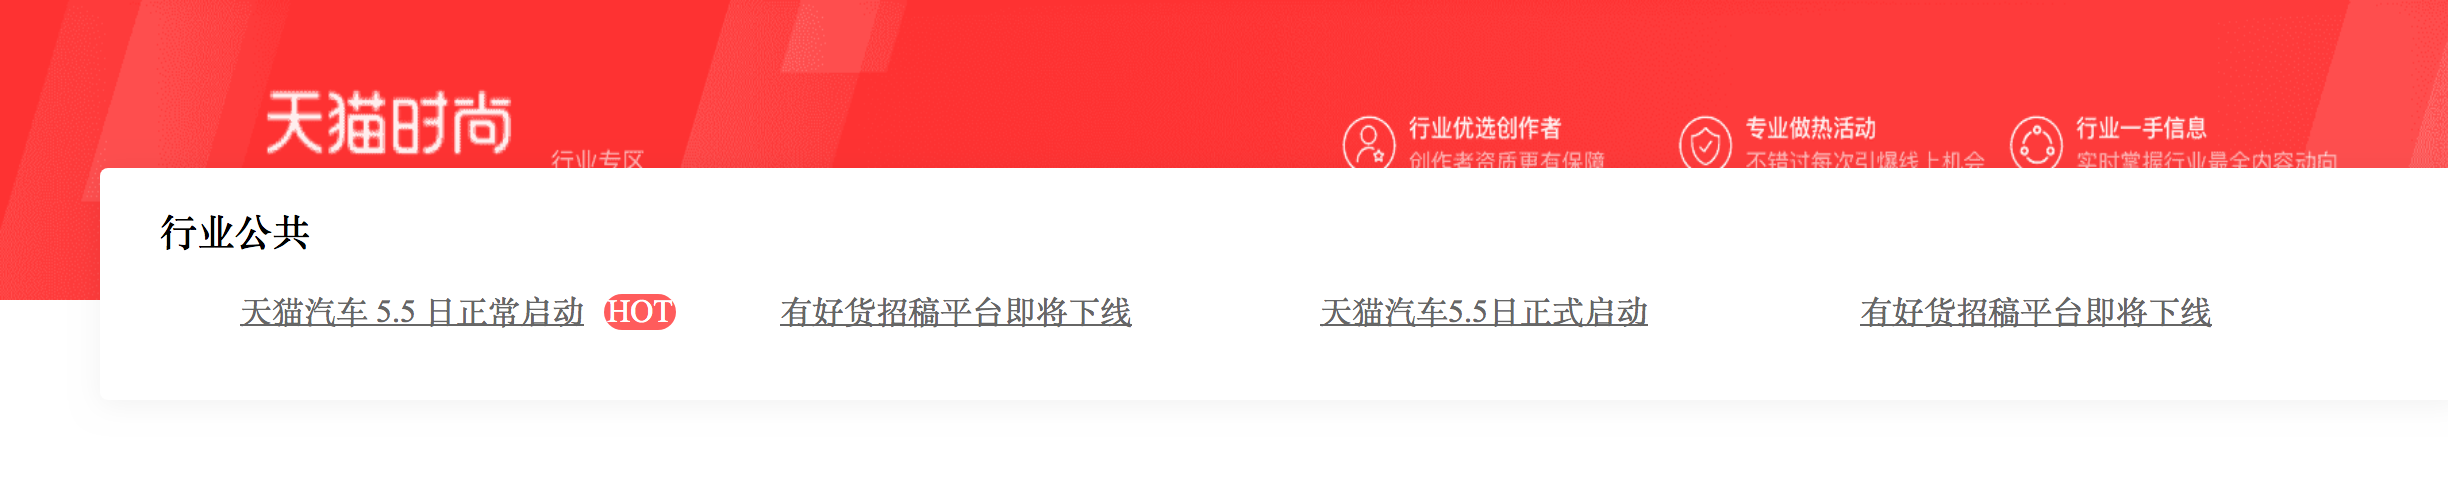 天猫时尚
行业专区
行业优选创作者
创作者资质更有保障
专业做热活动
不错过每次引爆线上机会
行业一手信息
实时掌握行业最全内容动向
行业公共
天猫汽车 5.5 日正常启动 HOT
有好货招稿平台即将下线
天猫汽车5.5日正式启动
有好货招稿平台即将下线